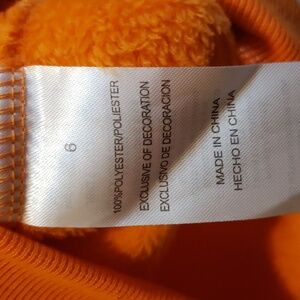 6
100%POLYESTER/POLIESTER
EXCLUSIVE OF DECORATION
EXCLUSIVO DE DECORACION
MADE IN CHINA
HECHO EN CHINA